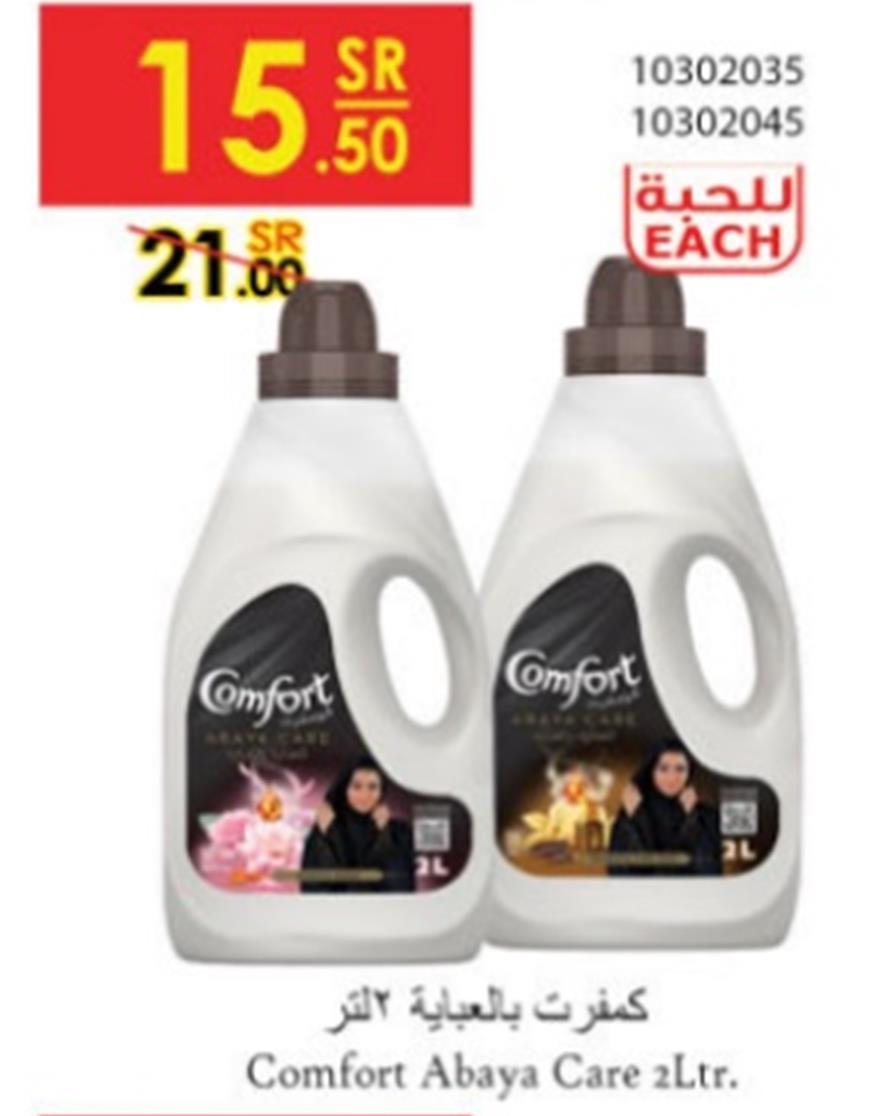 15.50 SR
10302035
10302045
للحبة
EACH
21.00 SR
Comfort
ABAYA CARE
2L
Comfort
ABAYA CARE
2L
كمفرت بالعباية ٢لتر
Comfort Abaya Care 2Ltr.